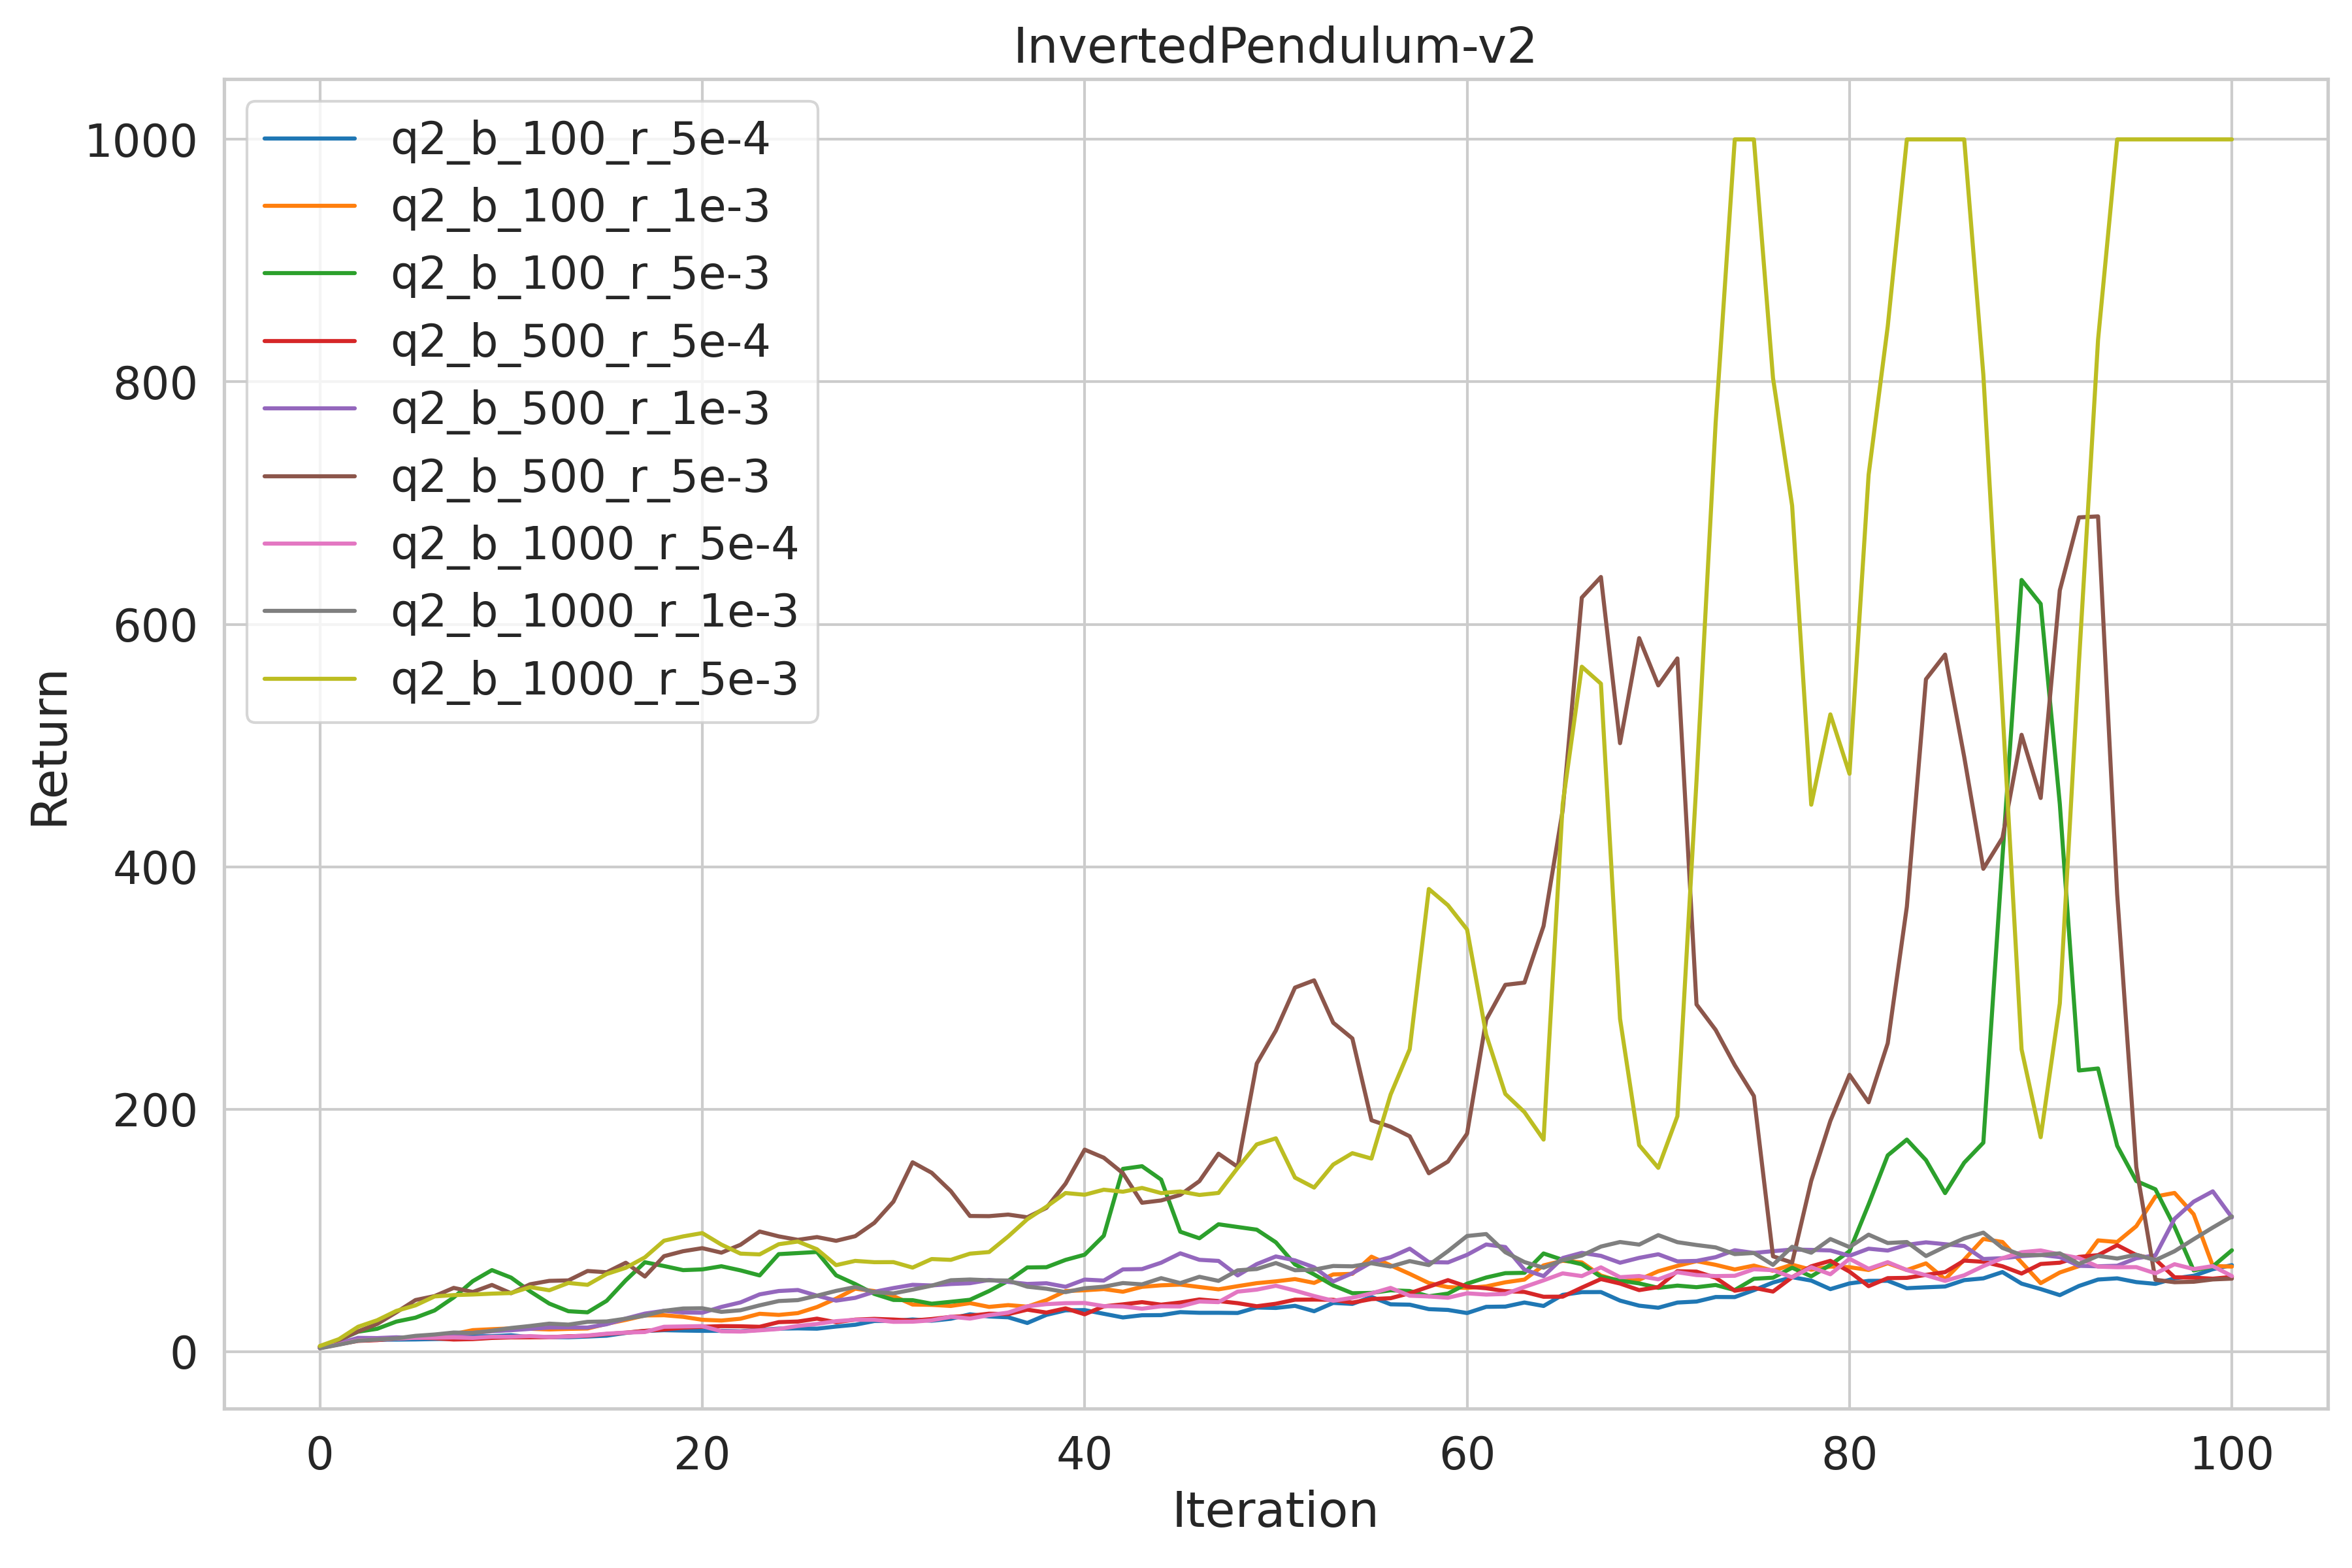 InvertedPendulum-v2
1000
800
600
400
200
0
Return
q2_b_100_r_5e-4
q2_b_100_r_1e-3
q2_b_100_r_5e-3
q2_b_500_r_5e-4
q2_b_500_r_1e-3
q2_b_500_r_5e-3
q2_b_1000_r_5e-4
q2_b_1000_r_1e-3
q2_b_1000_r_5e-3
0 20 40 60 80 100
Iteration